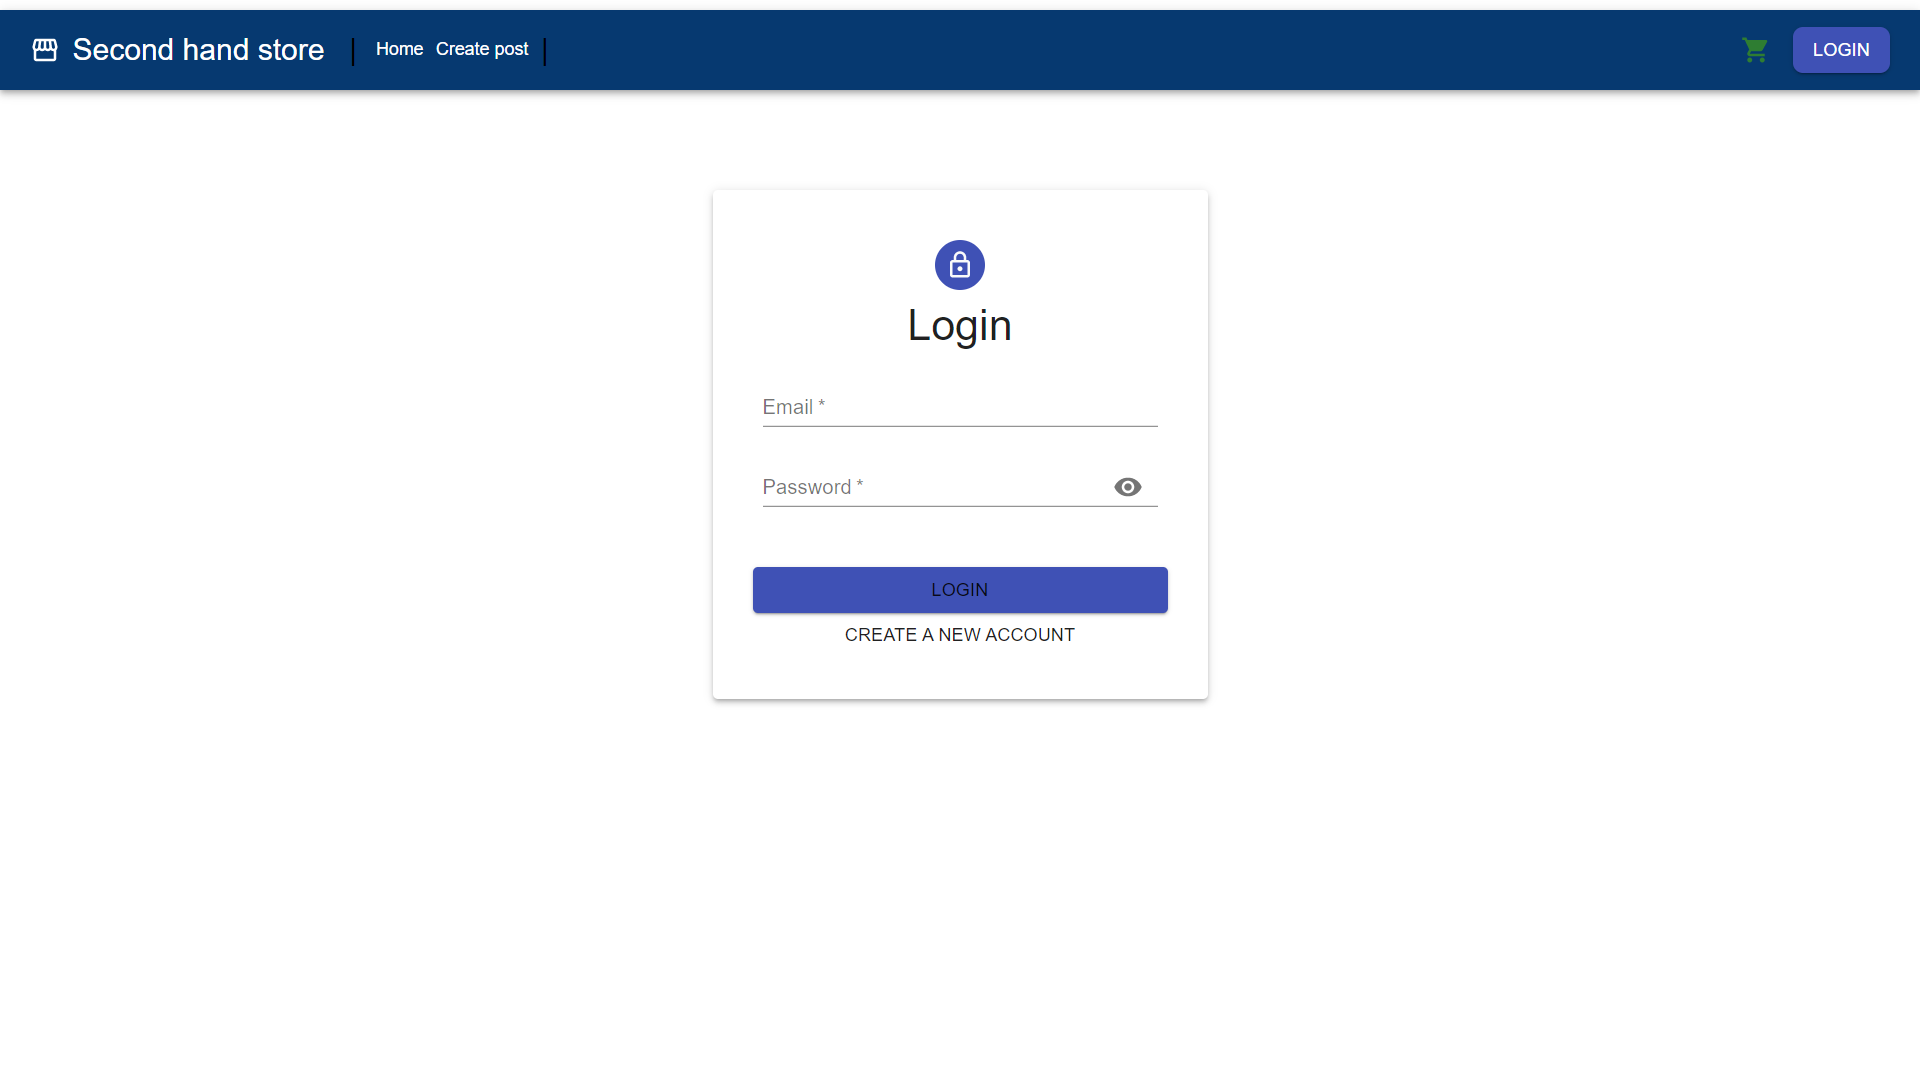 Second hand store | Home Create post | LOGIN
Login
Email *
Password *
LOGIN
CREATE A NEW ACCOUNT